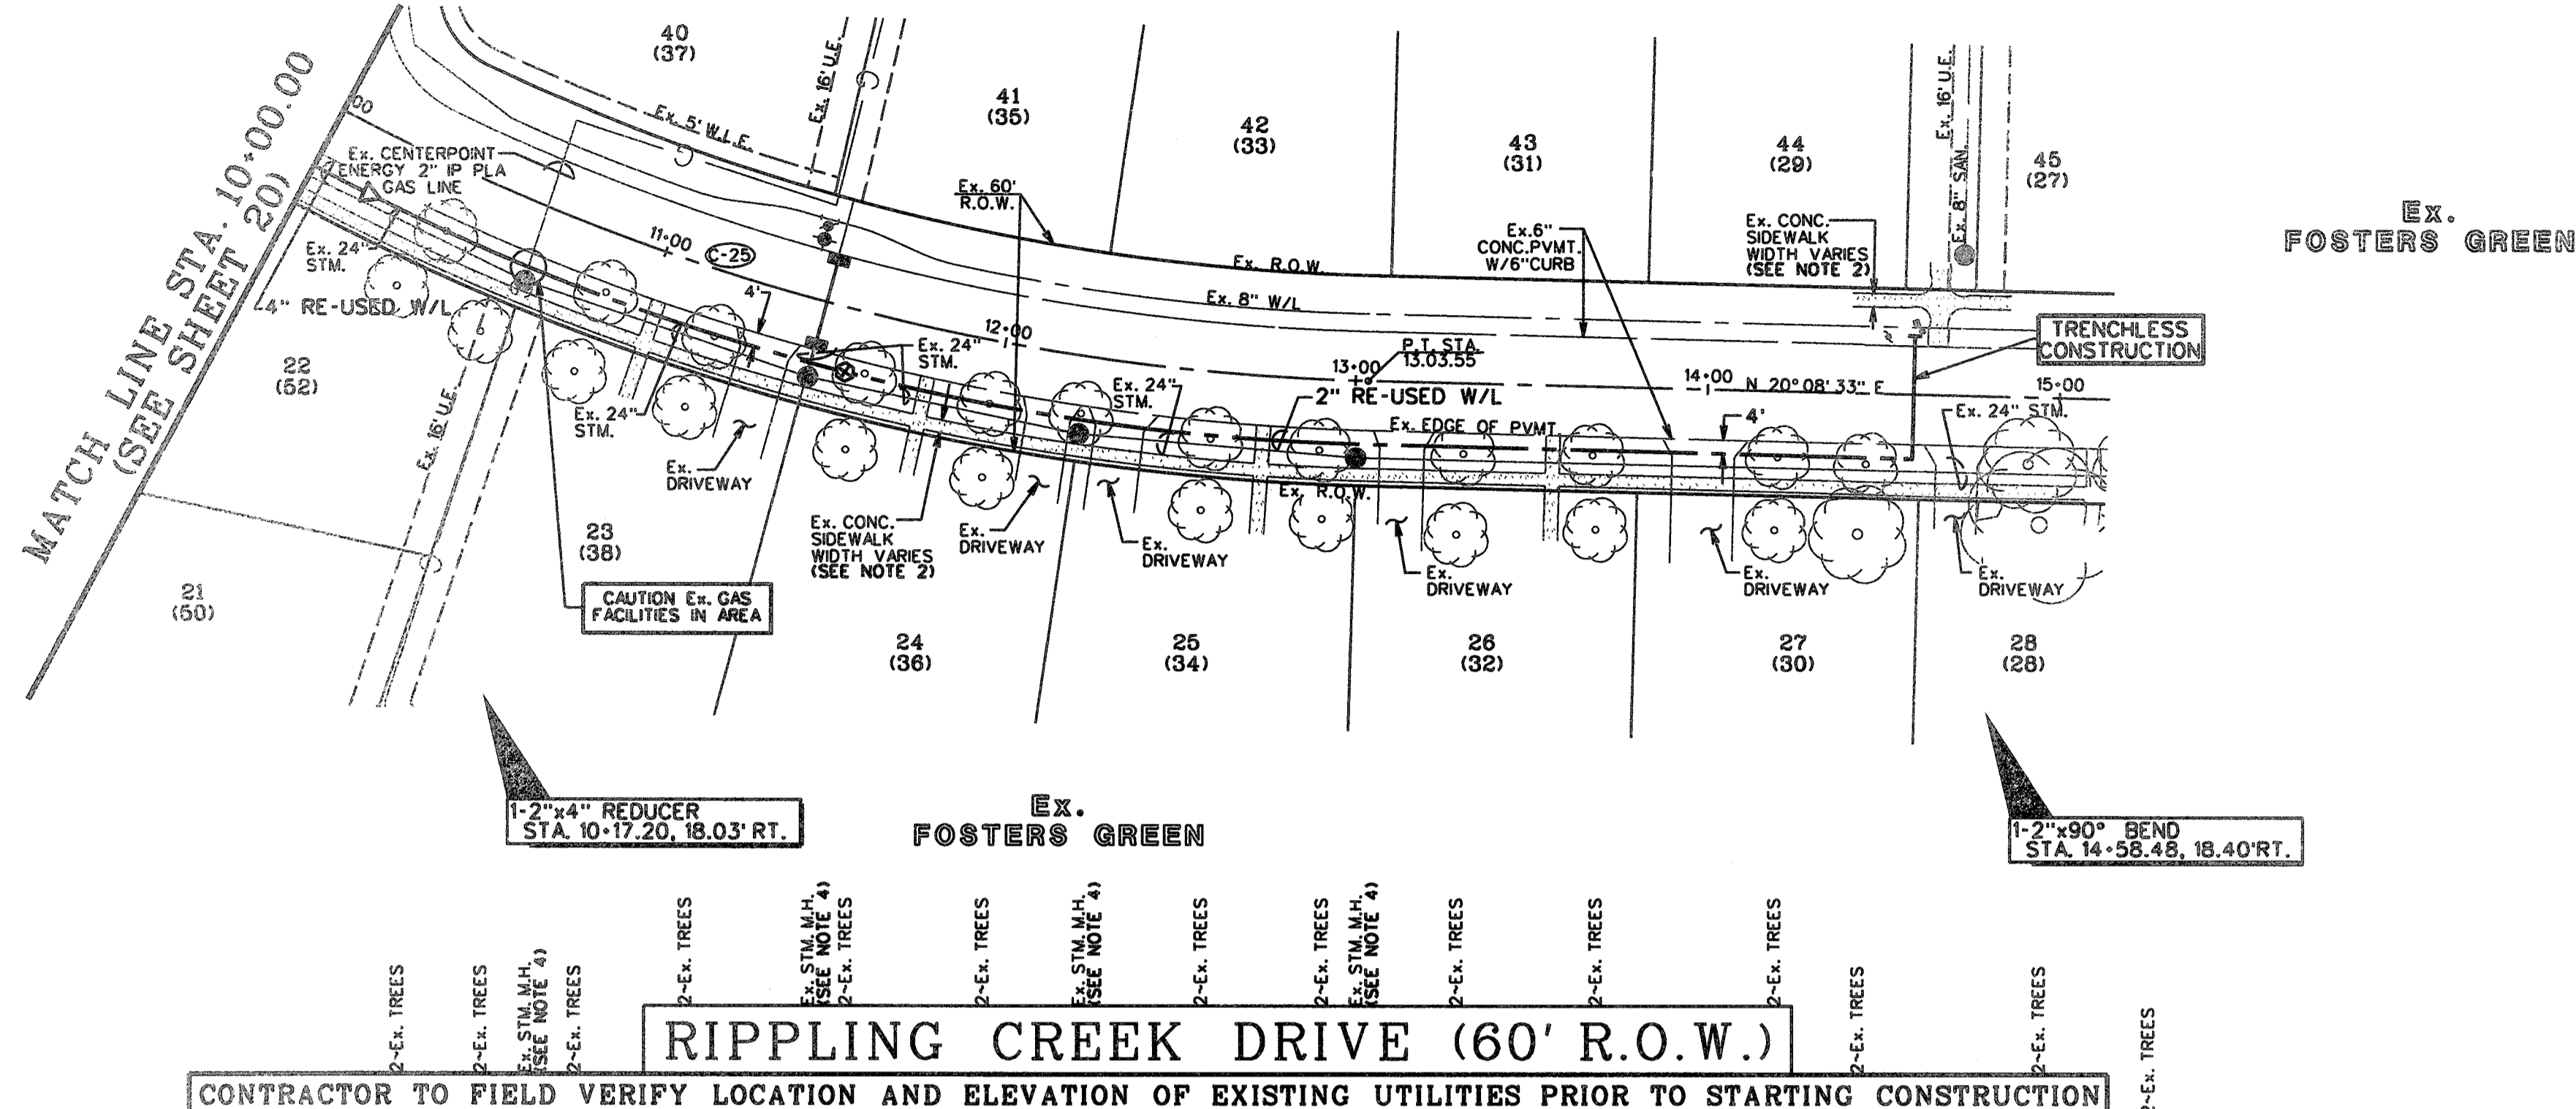 40
(37)
Ex. 16' U.E.
G
41
(35)
42
(33)
43
(31)
44
(29)
Ex. 16' U.E.
Ex. 8" SAN.
45
(27)
Ex.
FOSTERS GREEN
MATCH LINE STA. 10+00.00
(SEE SHEET 20)
00
Ex. 5' W.L.E.
G
Ex. CENTERPOINT
ENERGY 2" IP PLA
GAS LINE
Ex. 60'
R.O.W.
Ex. 24"
STM.
11+00
C-25
4'
Ex. R.O.W.
Ex. 8" W/L
Ex.6"
CONC.PVMT.
W/6"CURB
Ex. CONC.
SIDEWALK
WIDTH VARIES
(SEE NOTE 2)
TRENCHLESS
CONSTRUCTION
4" RE-USED W/L
12+00
Ex. 24"
STM.
P.T. STA.
13.03.55
13+00
14+00
N 20°08'33" E
15+00
2" RE-USED W/L
Ex. 24"
STM.
Ex. EDGE OF PVMT.
4'
Ex. 24" STM.
22
(52)
Ex. 16' U.E.
Ex. 24"
STM.
Ex.
DRIVEWAY
Ex. R.O.W.
Ex. CONC.
SIDEWALK
WIDTH VARIES
(SEE NOTE 2)
Ex.
DRIVEWAY
Ex.
DRIVEWAY
Ex.
DRIVEWAY
Ex.
DRIVEWAY
Ex.
DRIVEWAY
G
21
(50)
23
(38)
CAUTION Ex. GAS
FACILITIES IN AREA
24
(36)
25
(34)
26
(32)
27
(30)
28
(28)
1-2"x4" REDUCER
STA. 10+17.20, 18.03' RT.
Ex.
FOSTERS GREEN
1-2"x90° BEND
STA. 14+58.48, 18.40'RT.
2~Ex. TREES
2~Ex. TREES
Ex. STM. M.H.
(SEE NOTE 4)
2~Ex. TREES
2~Ex. TREES
Ex. STM. M.H.
(SEE NOTE 4)
2~Ex. TREES
2~Ex. TREES
Ex. STM. M.H.
(SEE NOTE 4)
2~Ex. TREES
2~Ex. TREES
Ex. STM. M.H.
(SEE NOTE 4)
2~Ex. TREES
2~Ex. TREES
2~Ex. TREES
2~Ex. TREES
2~Ex. TREES
2~Ex. TREES
RIPPLING CREEK DRIVE (60' R.O.W.)
CONTRACTOR TO FIELD VERIFY LOCATION AND ELEVATION OF EXISTING UTILITIES PRIOR TO STARTING CONSTRUCTION